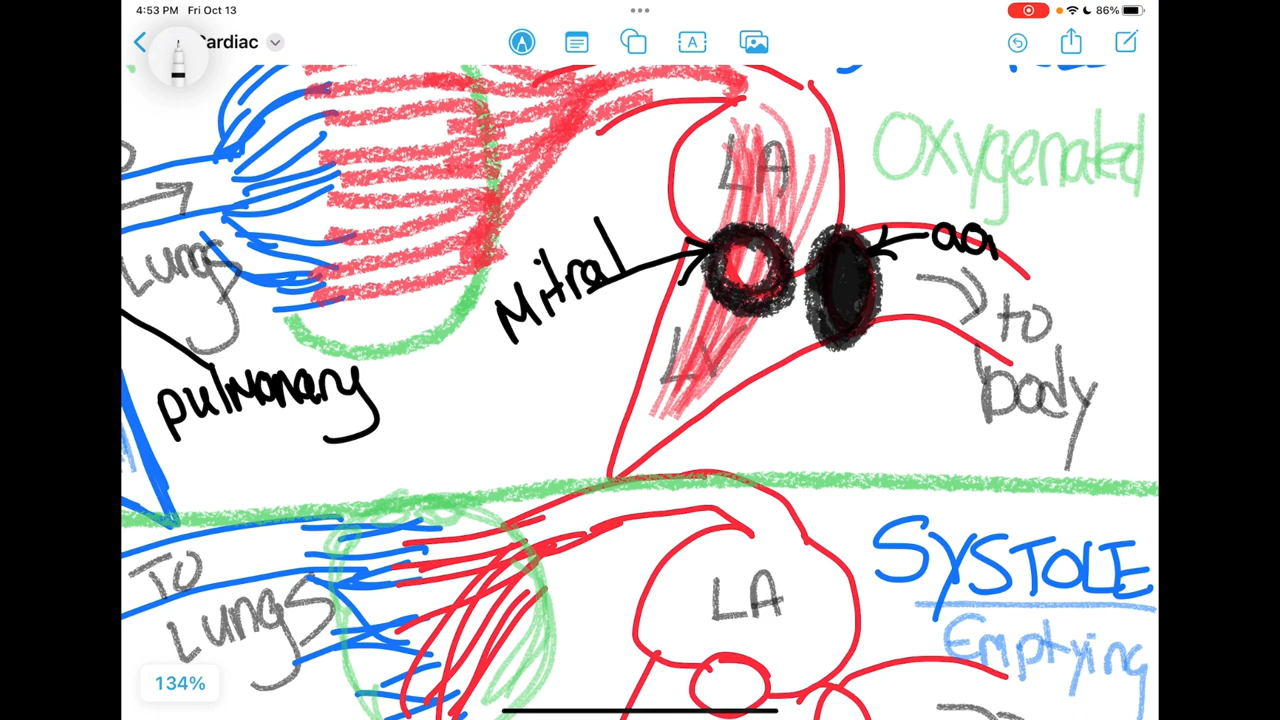 4:53 PM Fri Oct 13
86%
Cardiac
A
Oxygenated
LA
Lungs
Mitral
ao
to
body
LV
pulmonary
SYSTOLE
Emptying
TO
Lungs
LA
134%